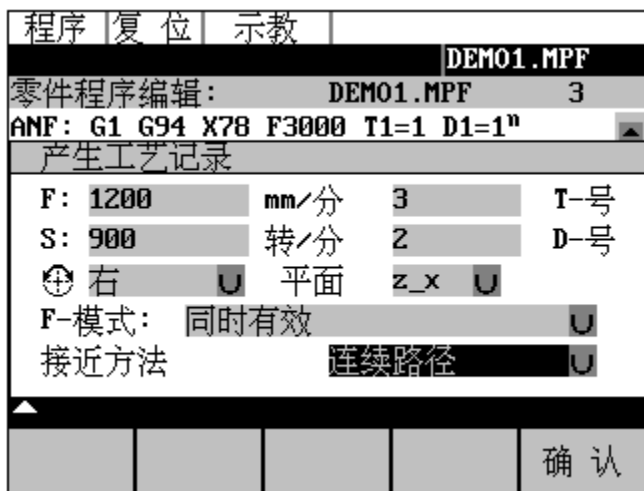 程序 复 位 示教
DEMO1.MPF
零件程序编辑: DEMO1.MPF 3
ANF: G1 G94 X78 F3000 T1=1 D1=1ⁿ
产生工艺记录
F: 1200 mm/分 3 T-号
S: 900 转/分 2 D-号
右 U 平面 z_x U
F-模式: 同时有效 U
接近方法 连续路径 U
确 认